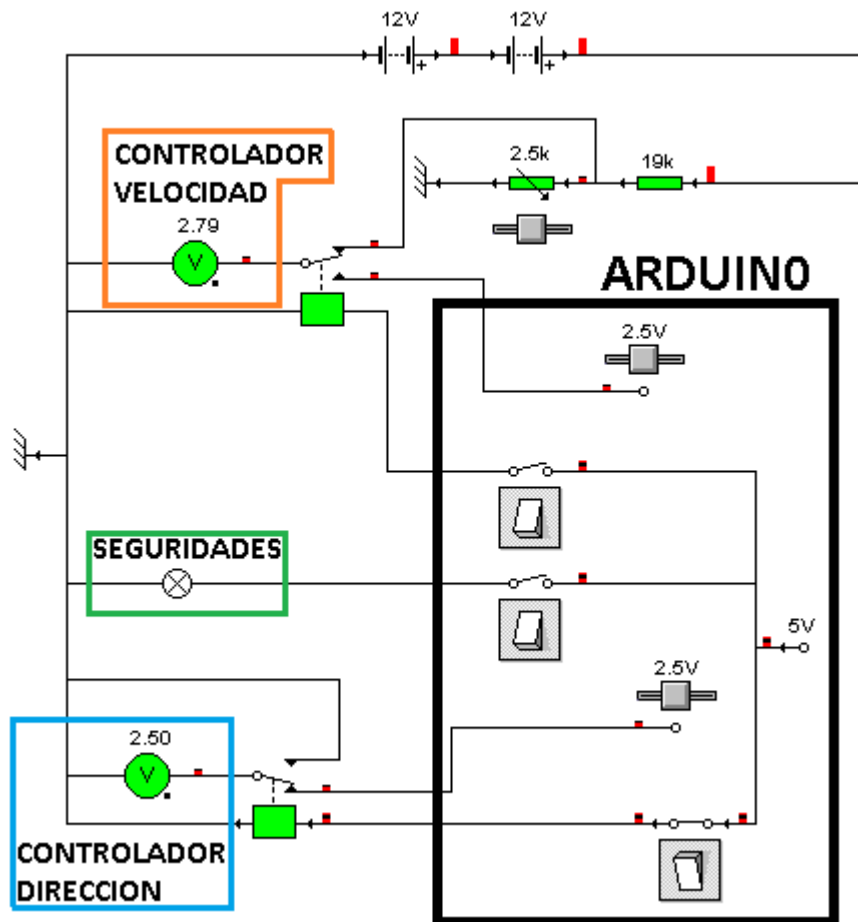 12V
12V
CONTROLADOR
VELOCIDAD
2.5k
19k
2.79
V
ARDUIN0
2.5V
SEGURIDADES
5V
2.5V
2.50
V
CONTROLADOR
DIRECCION